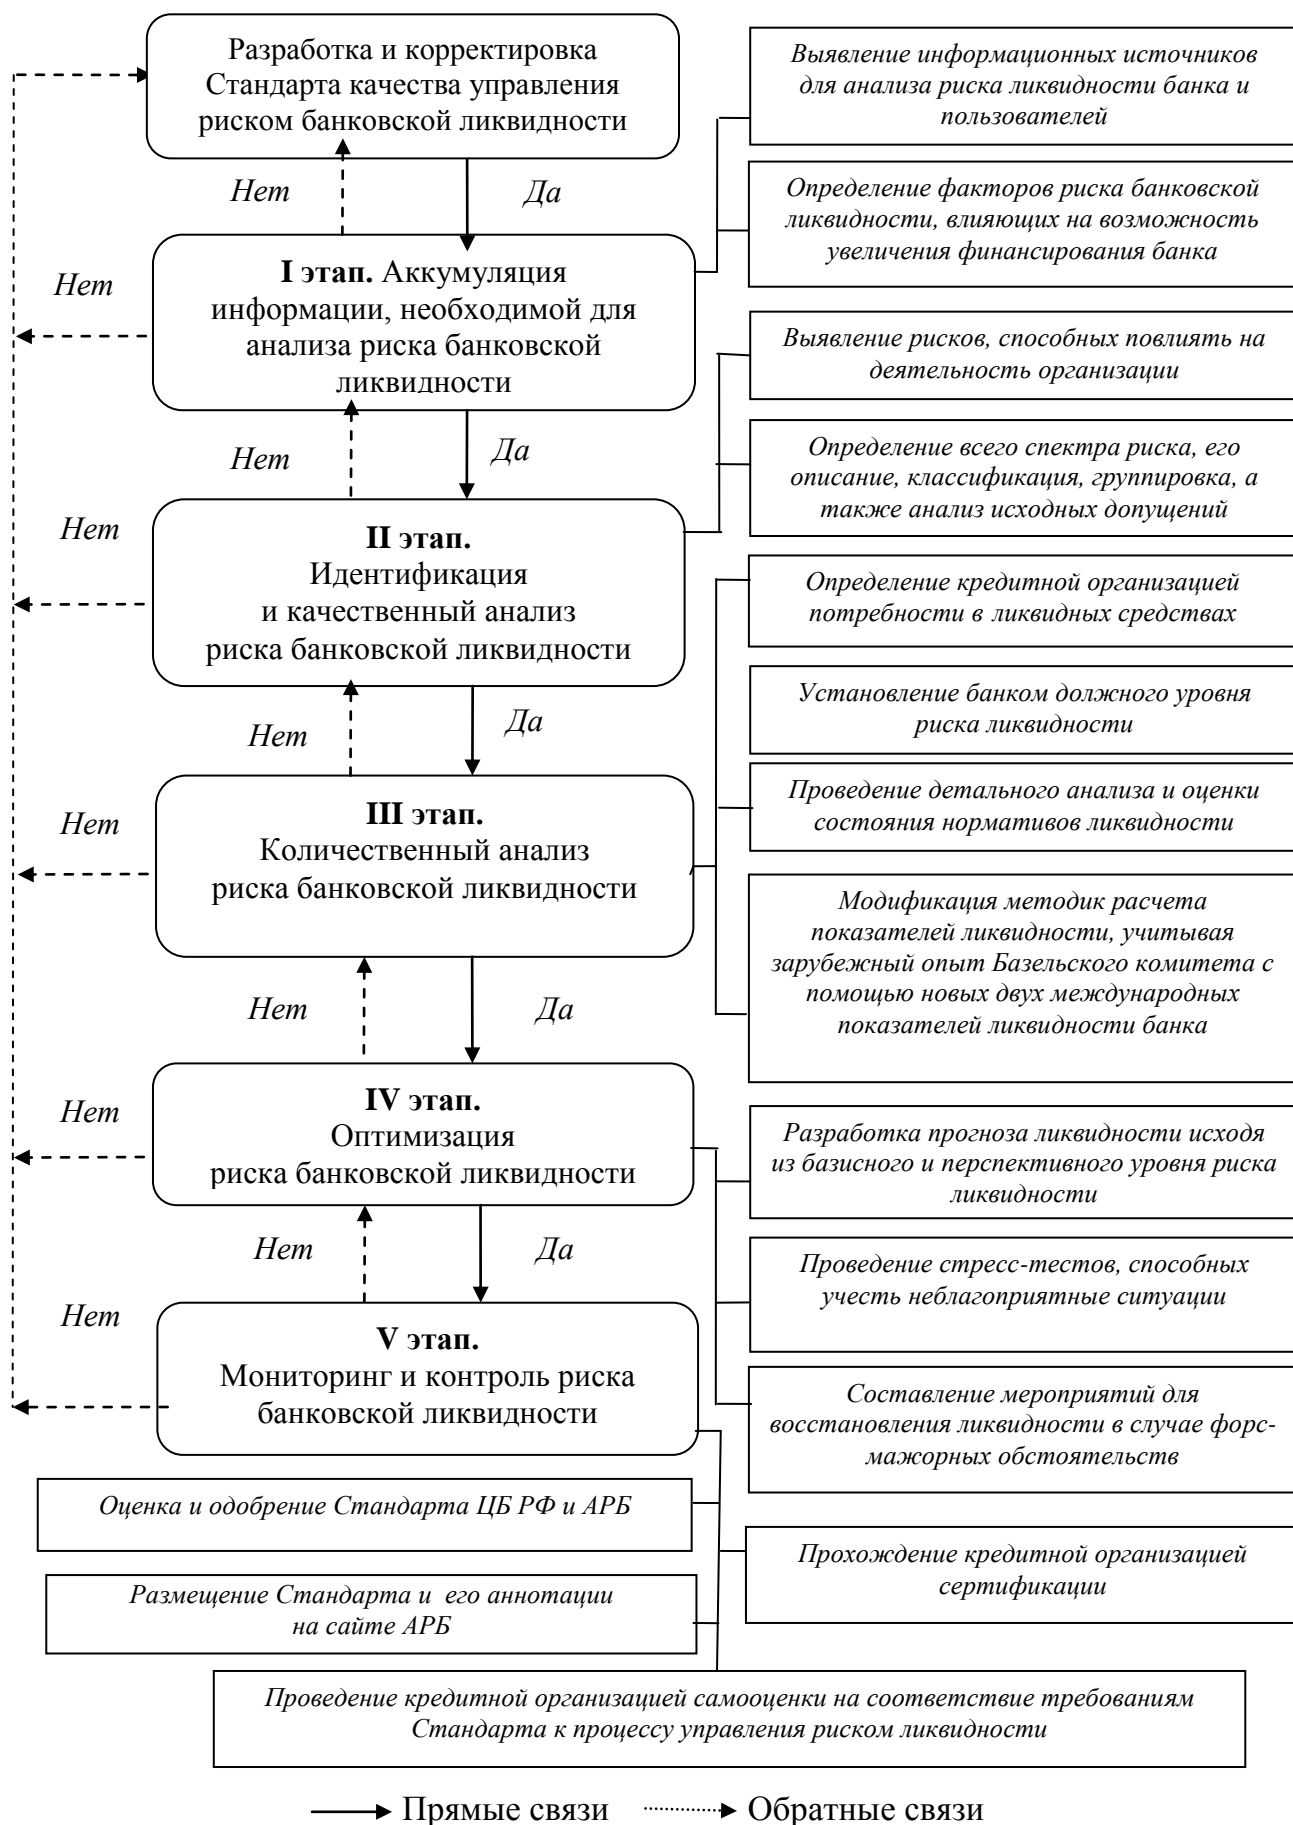 Разработка и корректировка
Стандарта качества управления
риском банковской ликвидности
Выявление информационных источников
для анализа риска ликвидности банка и
пользователей
Нет
Да
Определение факторов риска банковской
ликвидности, влияющих на возможность
увеличения финансирования банка
I этап. Аккумуляция
информации, необходимой для
анализа риска банковской
ликвидности
Нет
Выявление рисков, способных повлиять на
деятельность организации
Нет
Да
Определение всего спектра риска, его
описание, классификация, группировка, а
также анализ исходных допущений
II этап.
Идентификация
и качественный анализ
риска банковской ликвидности
Нет
Определение кредитной организацией
потребности в ликвидных средствах
Установление банком должного уровня
риска ликвидности
Нет
Да
Проведение детального анализа и оценки
состояния нормативов ликвидности
III этап.
Количественный анализ
риска банковской ликвидности
Нет
Модификация методик расчета
показателей ликвидности, учитывая
зарубежный опыт Базельского комитета с
помощью новых двух международных
показателей ликвидности банка
Нет
Да
IV этап.
Оптимизация
риска банковской ликвидности
Нет
Разработка прогноза ликвидности исходя
из базисного и перспективного уровня риска
ликвидности
Нет
Да
Проведение стресс-тестов, способных
учесть неблагоприятные ситуации
Нет
V этап.
Мониторинг и контроль риска
банковской ликвидности
Составление мероприятий для
восстановления ликвидности в случае форс-
мажорных обстоятельств
Оценка и одобрение Стандарта ЦБ РФ и АРБ
Прохождение кредитной организацией
сертификации
Размещение Стандарта и его аннотации
на сайте АРБ
Проведение кредитной организацией самооценки на соответствие требованиям
Стандарта к процессу управления риском ликвидности
Прямые связи
Обратные связи